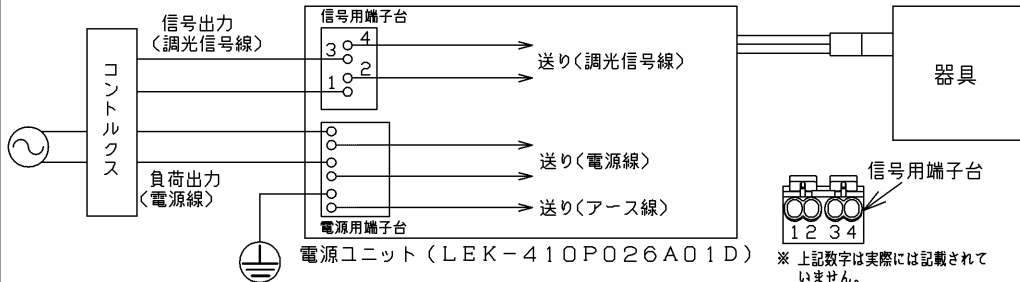 信号出力
(調光信号線)
コントルクス
負荷出力
(電源線)
信号用端子台
4
3
2
1
送り(調光信号線)
送り(電源線)
送り(アース線)
電源用端子台
電源ユニット(LEK-410P026A01D)
器具
信号用端子台
12 34
※ 上記数字は実際には記載されて
いません。